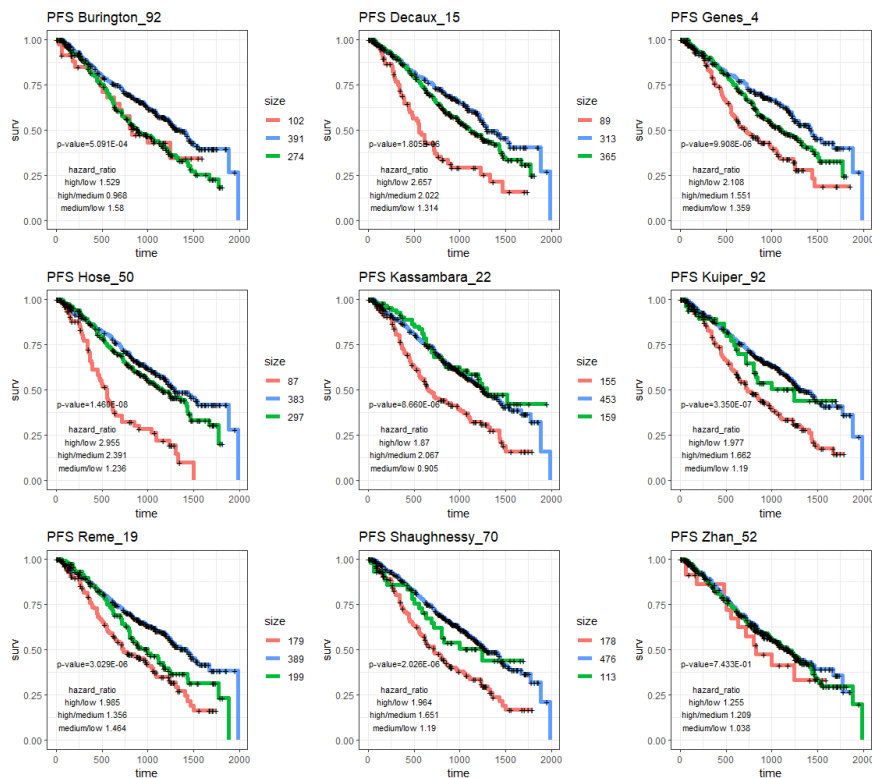 PFS Burington_92
surv
1.00
0.75
0.50
0.25
0.00
p-value=5.091E-04
hazard_ratio
high/low 1.529
high/medium 0.968
medium/low 1.58
0 500 1000 1500 2000
time
size
102
391
274
PFS Decaux_15
surv
1.00
0.75
0.50
0.25
0.00
hazard_ratio
high/low 2.657
high/medium 2.022
medium/low 1.314
0 500 1000 1500 2000
time
size
89
313
365
PFS Genes_4
surv
1.00
0.75
0.50
0.25
0.00
p-value=9.908E-06
hazard_ratio
high/low 2.108
high/medium 1.551
medium/low 1.359
0 500 1000 1500 2000
time
PFS Hose_50
surv
1.00
0.75
0.50
0.25
0.00
p-value=1.460E-08
hazard_ratio
high/low 2.955
high/medium 2.391
medium/low 1.236
0 500 1000 1500 2000
time
size
87
383
297
PFS Kassambara_22
surv
1.00
0.75
0.50
0.25
0.00
p-value=8.660E-06
hazard_ratio
high/low 1.87
high/medium 2.067
medium/low 0.905
0 500 1000 1500 2000
time
size
155
453
159
PFS Kuiper_92
surv
1.00
0.75
0.50
0.25
0.00
p-value=3.350E-07
hazard_ratio
high/low 1.977
high/medium 1.662
medium/low 1.19
0 500 1000 1500 2000
time
PFS Reme_19
surv
1.00
0.75
0.50
0.25
0.00
p-value=3.029E-06
hazard_ratio
high/low 1.985
high/medium 1.356
medium/low 1.464
0 500 1000 1500 2000
time
size
179
389
199
PFS Shaughnessy_70
surv
1.00
0.75
0.50
0.25
0.00
p-value=2.026E-06
hazard_ratio
high/low 1.964
high/medium 1.651
medium/low 1.19
0 500 1000 1500 2000
time
size
178
476
113
PFS Zhan_52
surv
1.00
0.75
0.50
0.25
0.00
p-value=7.433E-01
hazard_ratio
high/low 1.255
high/medium 1.209
medium/low 1.038
0 500 1000 1500 2000
time